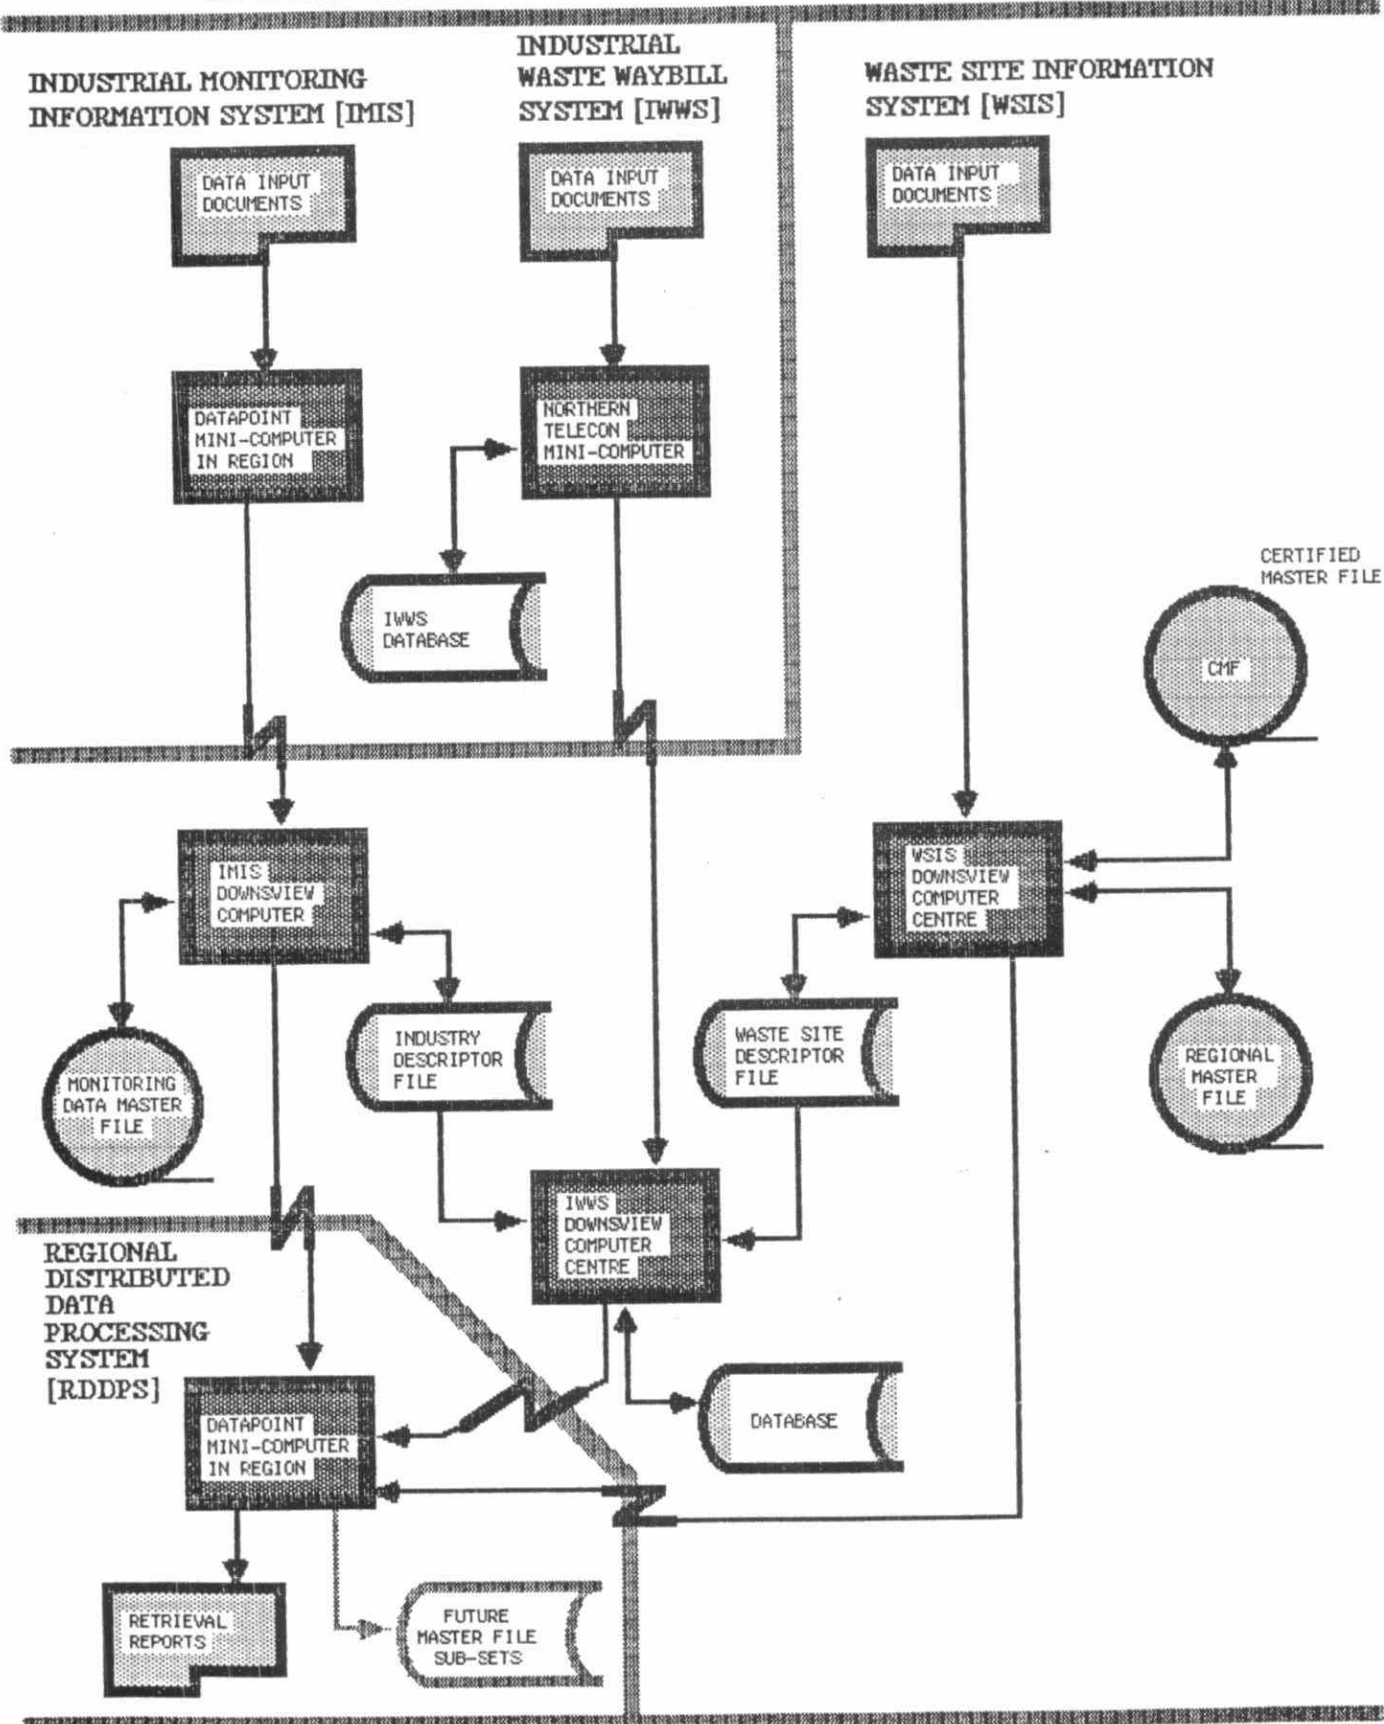 INDUSTRIAL MONITORING
INFORMATION SYSTEM [IMIS]
INDUSTRIAL
WASTE WAYBILL
SYSTEM [IWWS]
WASTE SITE INFORMATION
SYSTEM [WSIS]
DATA INPUT
DOCUMENTS
DATA INPUT
DOCUMENTS
DATA INPUT
DOCUMENTS
DATAPOINT
MINI-COMPUTER
IN REGION
NORTHERN
TELECON
MINI-COMPUTER
IWWS
DATABASE
CERTIFIED
MASTER FILE
CMF
IMIS
DOWNSVIEW
COMPUTER
WSIS
DOWNSVIEW
COMPUTER
CENTRE
MONITORING
DATA MASTER
FILE
INDUSTRY
DESCRIPTOR
FILE
WASTE SITE
DESCRIPTOR
FILE
REGIONAL
MASTER
FILE
IWWS
DOWNSVIEW
COMPUTER
CENTRE
REGIONAL
DISTRIBUTED
DATA
PROCESSING
SYSTEM
[RDDPS]
DATAPOINT
MINI-COMPUTER
IN REGION
DATABASE
RETRIEVAL
REPORTS
FUTURE
MASTER FILE
SUB-SETS